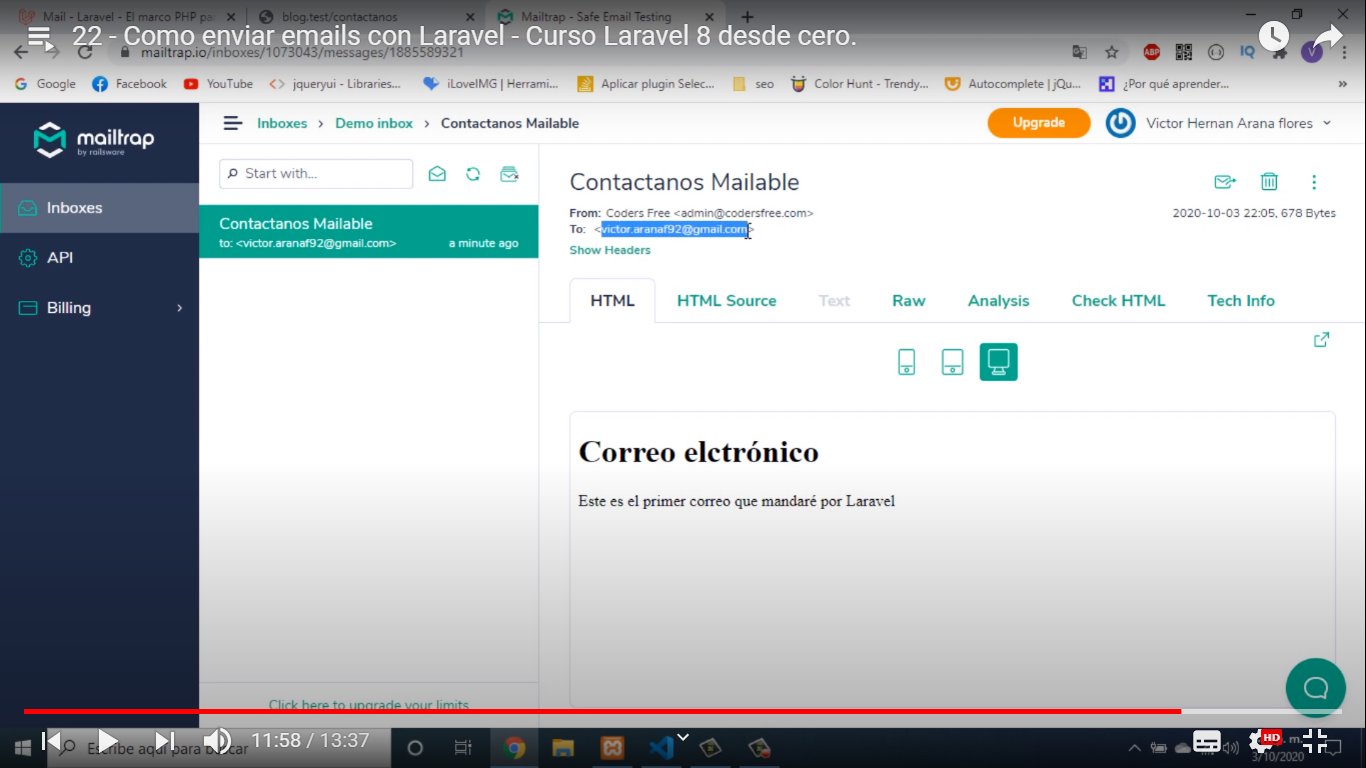 Mail - Laravel - El marco PHP pa
blog.test/contactanos
Mailtrap - Safe Email Testing
22 - Como enviar emails con Laravel - Curso Laravel 8 desde cero.
mailtrap.io/inboxes/1073043/messages/1885589321
ABP
IQ
V
Google
Facebook
YouTube
jqueryui - Libraries...
iLoveIMG | Herrami...
Aplicar plugin Selec...
seo
Color Hunt - Trendy...
Autocomplete | jQu...
¿Por qué aprender...
mailtrap
by railsware
Inboxes › Demo inbox › Contactanos Mailable
Upgrade
Victor Hernan Arana flores
Inboxes
API
Billing
Start with...
Contactanos Mailable
to: <victor.aranaf92@gmail.com>
a minute ago
Contactanos Mailable
From: Coders Free <admin@codersfree.com>
2020-10-03 22:05, 678 Bytes
To: <victor.aranaf92@gmail.com>
Show Headers
HTML
HTML Source
Text
Raw
Analysis
Check HTML
Tech Info
Correo elctrónico
Este es el primer correo que mandaré por Laravel
Click here to upgrade your limits
Escribe aquí para buscar
11:58 / 13:37
HD
3/10/2020